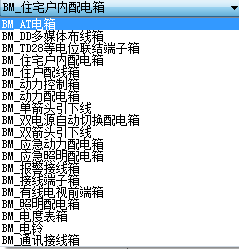 BM_住宅户内配电箱
BM_AT电箱
BM_DD多媒体布线箱
BM_TD28等电位联结端子箱
BM_住宅户内配电箱
BM_住户配线箱
BM_动力控制箱
BM_动力配电箱
BM_单箭头引下线
BM_双电源自动切换配电箱
BM_双箭头引下线
BM_应急动力配电箱
BM_应急照明配电箱
BM_报警接线箱
BM_接线端子箱
BM_有线电视前端箱
BM_照明配电箱
BM_电度表箱
BM_电铃
BM_通讯接线箱